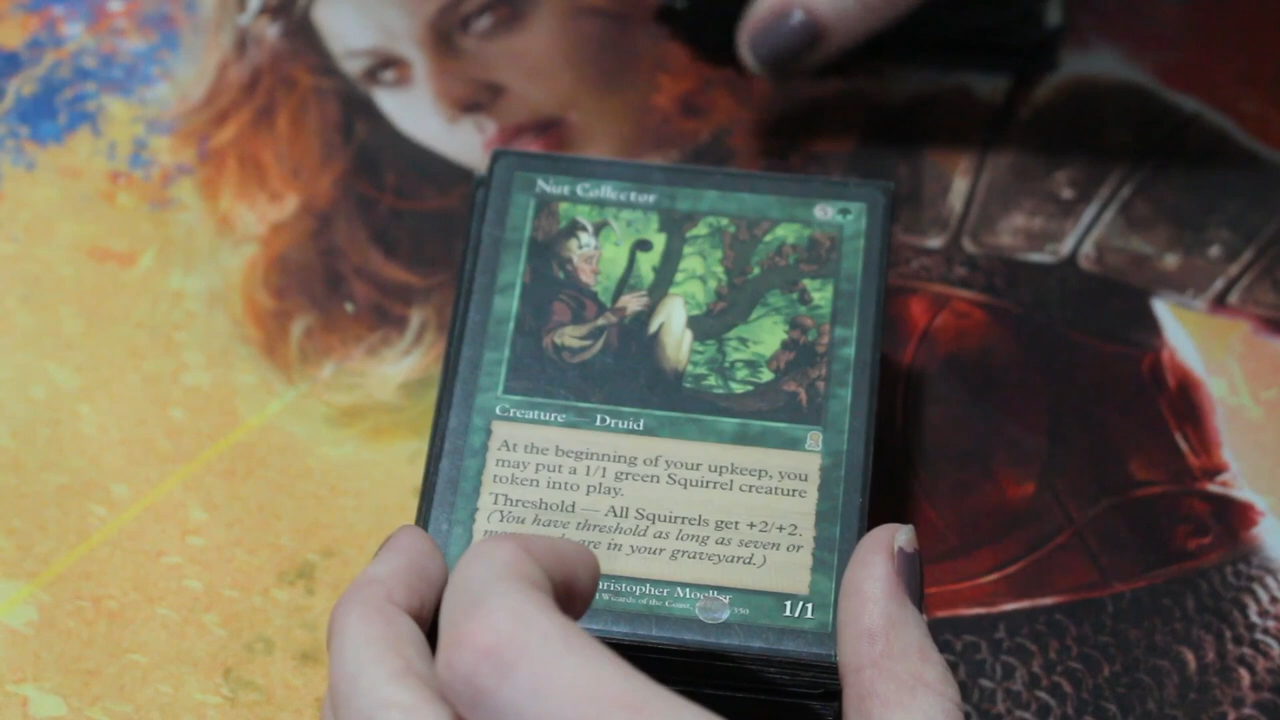 Nut Collector
5
Creature — Druid
At the beginning of your upkeep, you
may put a 1/1 green Squirrel creature
token into play.
Threshold — All Squirrels get +2/+2.
(You have threshold as long as seven or
are in your graveyard.)
hristopher Moeller
Wizards of the Coast, 350
1/1